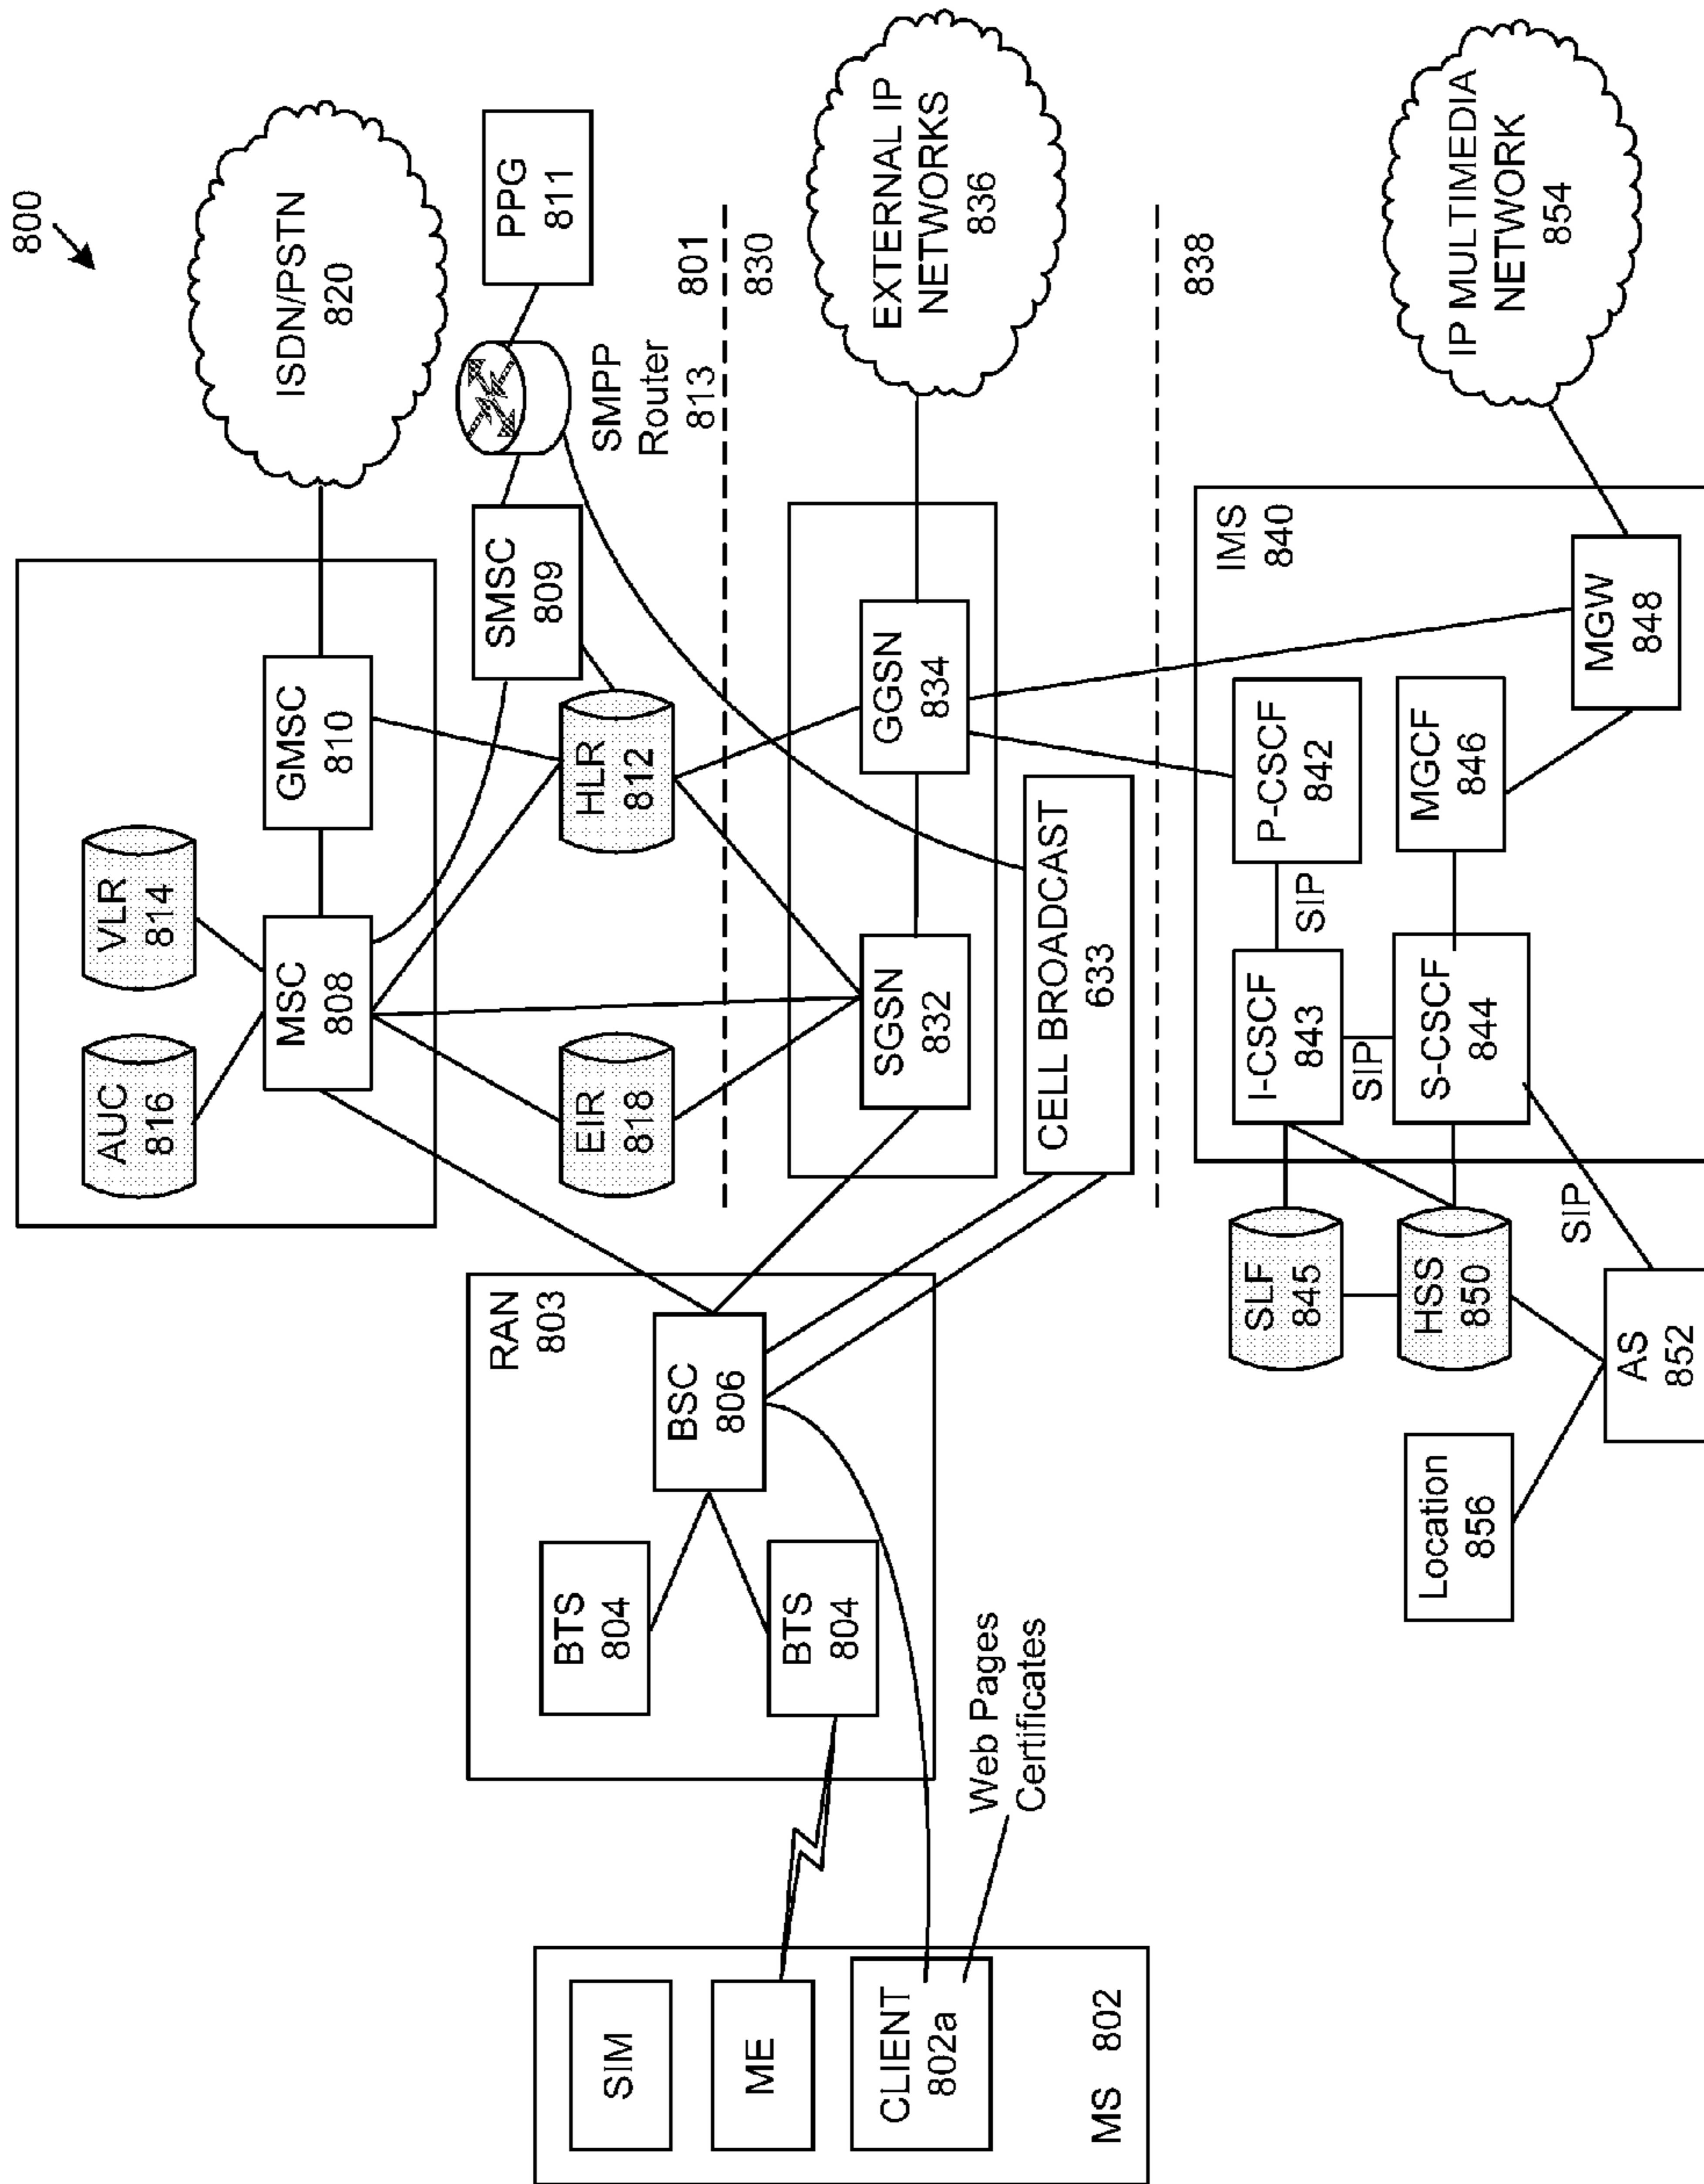 800
ISDN/PSTN
820
PPG
811
SMPP
Router
813
801
830
838
EXTERNAL IP
NETWORKS
836
IP MULTIMEDIA
NETWORK
854
AUC
816
VLR
814
MSC
808
GMSC
810
SMSC
809
EIR
818
HLR
812
SGSN
832
GGSN
834
CELL BROADCAST
633
RAN
803
BTS
804
BTS
804
BSC
806
SIM
ME
CLIENT
802a
MS 802
Web Pages
Certificates
IMS
840
P-CSCF
842
SIP
I-CSCF
843
SIP
S-CSCF
844
MGCF
846
MGW
848
SLF
845
HSS
850
SIP
AS
852
Location
856